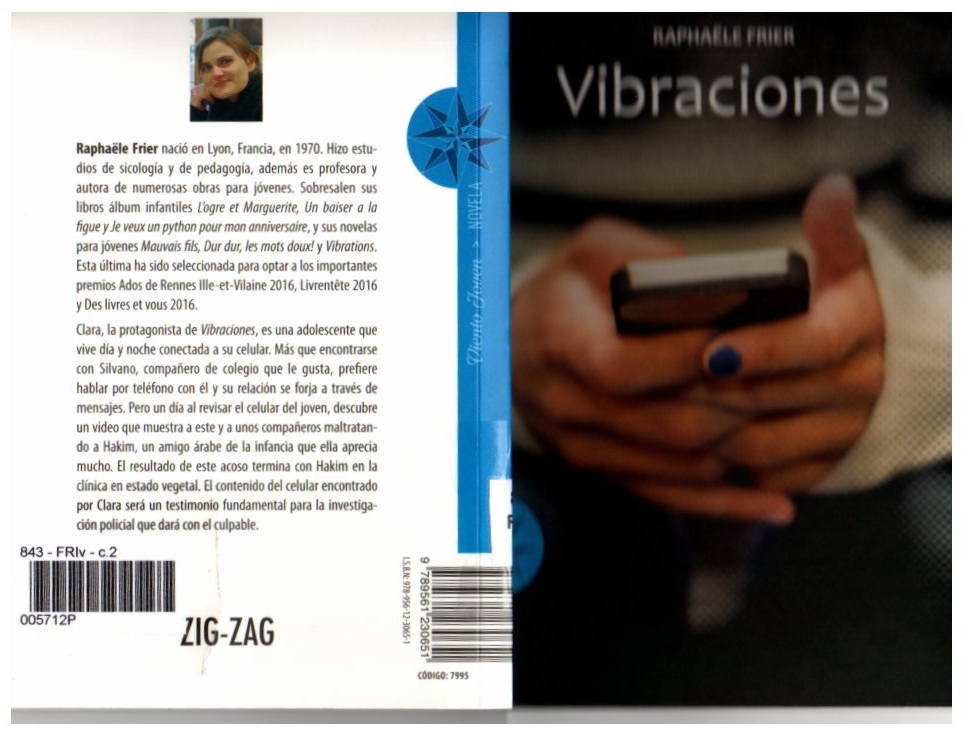 Raphaële Frier nació en Lyon, Francia, en 1970. Hizo estu-
dios de sicología y de pedagogía, además es profesora y
autora de numerosas obras para jóvenes. Sobresalen sus
libros álbum infantiles L'ogre et Marguerite, Un baiser a la
figue y Je veux un python pour mon anniversaire, y sus novelas
para jóvenes Mauvais fils, Dur dur, les mots doux! y Vibrations.
Esta última ha sido seleccionada para optar a los importantes
premios Ados de Rennes Ille-et-Vilaine 2016, Livrentête 2016
y Des livres et vous 2016.
Clara, la protagonista de Vibraciones, es una adolescente que
vive día y noche conectada a su celular. Más que encontrarse
con Silvano, compañero de colegio que le gusta, prefiere
hablar por teléfono con él y su relación se forja a través de
mensajes. Pero un día al revisar el celular del joven, descubre
un video que muestra a este y a unos compañeros maltratan-
do a Hakim, un amigo árabe de la infancia que ella aprecia
mucho. El resultado de este acoso termina con Hakim en la
clínica en estado vegetal. El contenido del celular encontrado
por Clara será un testimonio fundamental para la investiga-
ción policial que dará con el culpable.
843 - FRIv - c.2
005712P
ZIG-ZAG
I.S.B.N: 978-956-12-3065-1
9 789561 230651
CÓDIGO: 7995
Viento Joven > NOVELA
RAPHAËLE FRIER
Vibraciones